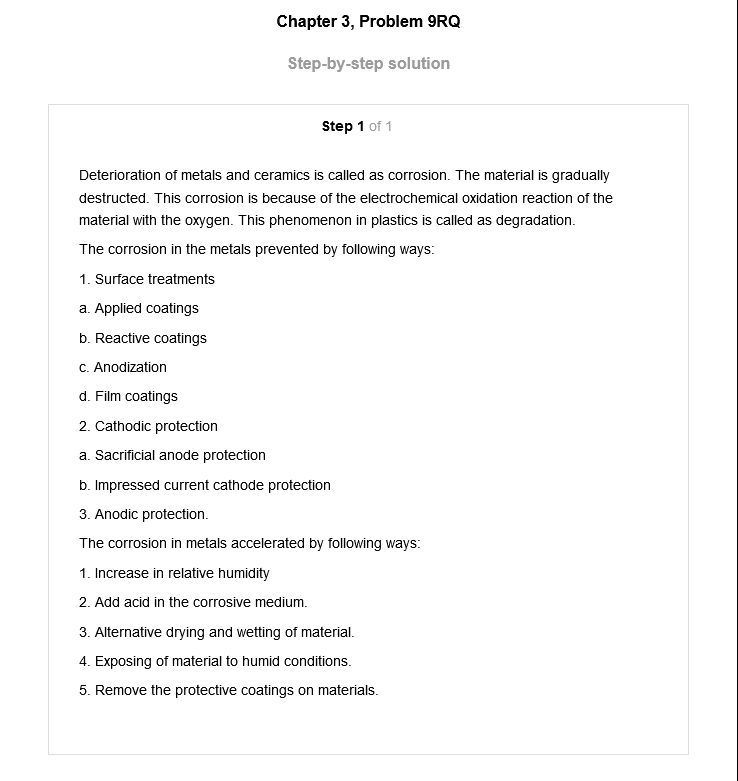 Chapter 3, Problem 9RQ
Step-by-step solution
Step 1 of 1
Deterioration of metals and ceramics is called as corrosion. The material is gradually
destructed. This corrosion is because of the electrochemical oxidation reaction of the
material with the oxygen. This phenomenon in plastics is called as degradation.
The corrosion in the metals prevented by following ways:
1. Surface treatments
a. Applied coatings
b. Reactive coatings
c. Anodization
d. Film coatings
2. Cathodic protection
a. Sacrificial anode protection
b. Impressed current cathode protection
3. Anodic protection.
The corrosion in metals accelerated by following ways:
1. Increase in relative humidity
2. Add acid in the corrosive medium.
3. Alternative drying and wetting of material.
4. Exposing of material to humid conditions.
5. Remove the protective coatings on materials.